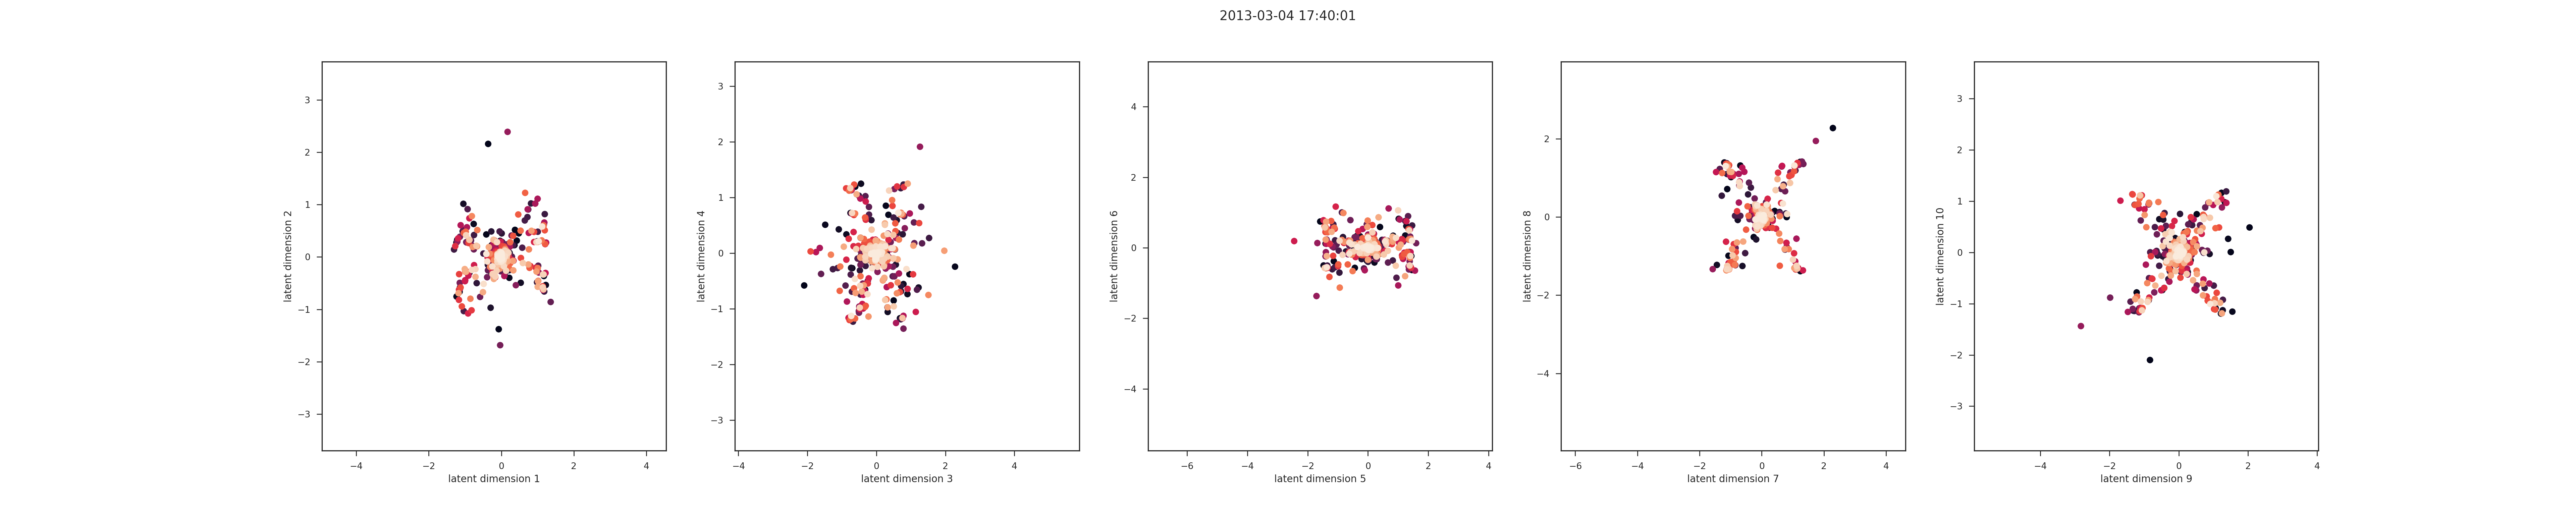 2013-03-04 17:40:01
3
2
1
0
−1
−2
−3
latent dimension 2
−4 −2 0 2 4
latent dimension 1
3
2
1
0
−1
−2
−3
latent dimension 4
−4 −2 0 2 4
latent dimension 3
4
2
0
−2
−4
latent dimension 6
−6 −4 −2 0 2 4
latent dimension 5
2
0
−2
−4
latent dimension 8
−6 −4 −2 0 2 4
latent dimension 7
3
2
1
0
−1
−2
−3
latent dimension 10
−4 −2 0 2 4
latent dimension 9